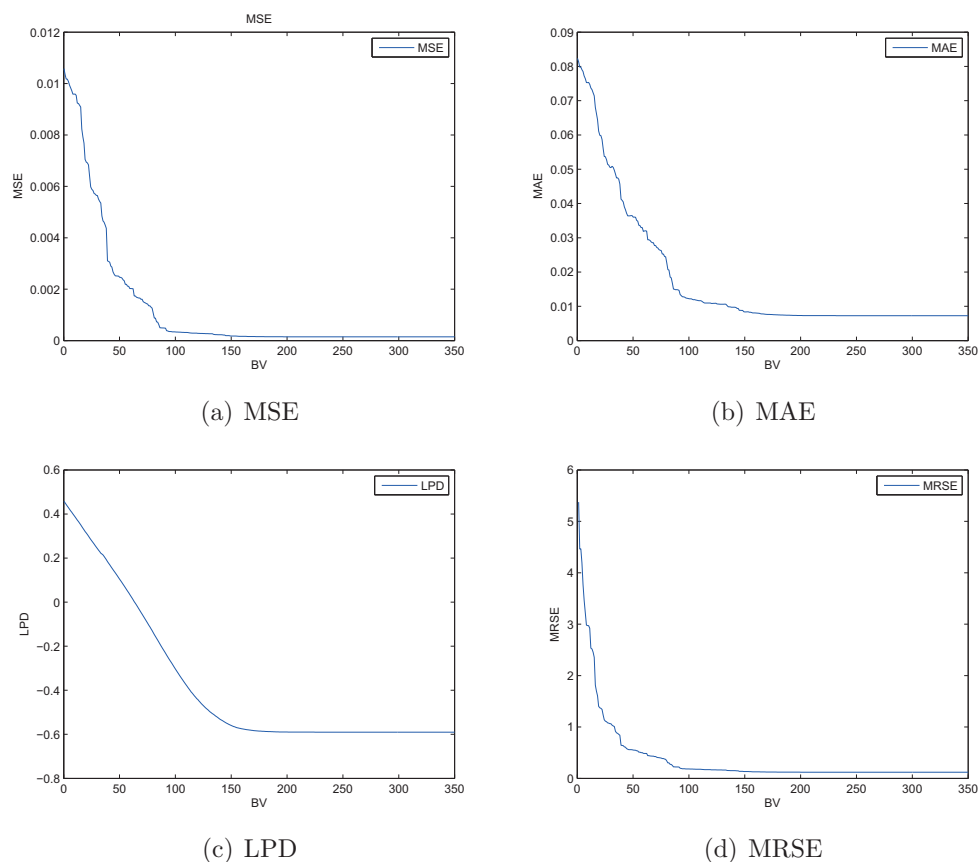 MSE
0.012
0.01
0.008
0.006
0.004
0.002
0
MSE
MSE
0 50 100 150 200 250 300 350
BV
(a) MSE
0.09
0.08
0.07
0.06
0.05
0.04
0.03
0.02
0.01
0
MAE
MAE
0 50 100 150 200 250 300 350
BV
(b) MAE
0.6
0.4
0.2
0
−0.2
−0.4
−0.6
−0.8
LPD
LPD
0 50 100 150 200 250 300 350
BV
(c) LPD
6
5
4
3
2
1
0
MRSE
MRSE
0 50 100 150 200 250 300 350
BV
(d) MRSE